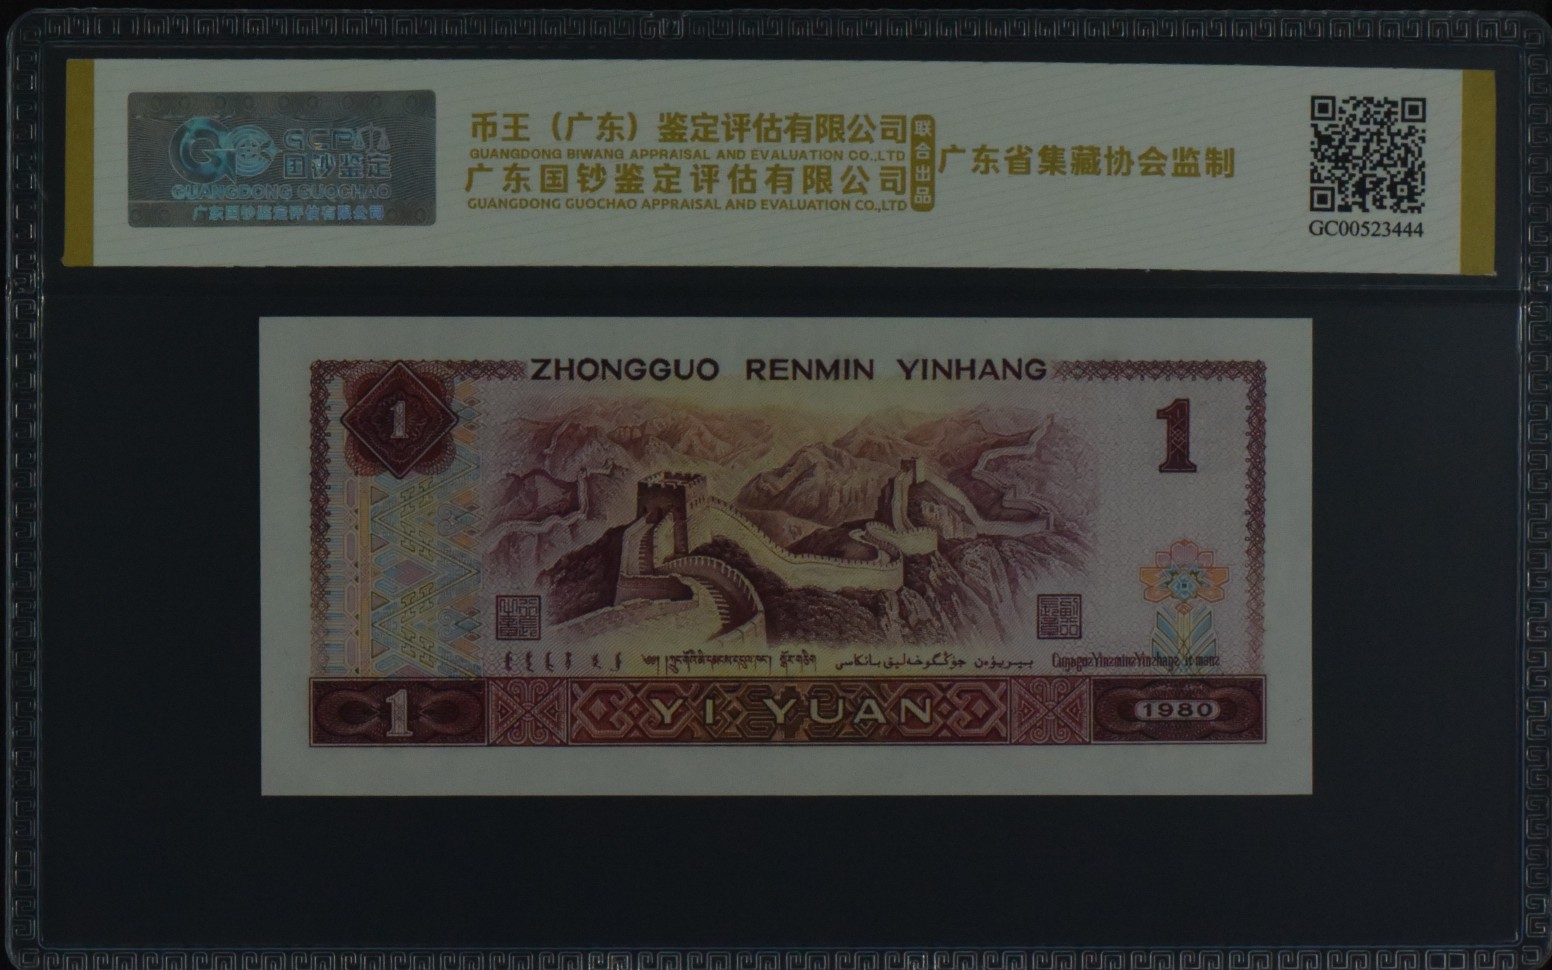 GCPA
国钞鉴定
GUANGDONG GUOCHAO
广东国钞鉴定评估有限公司
币王（广东）鉴定评估有限公司
GUANGDONG BIWANG APPRAISAL AND EVALUATION CO.,LTD
广东国钞鉴定评估有限公司
GUANGDONG GUOCHAO APPRAISAL AND EVALUATION CO.,LTD
联合出品
广东省集藏协会监制
GC00523444
ZHONGGUO RENMIN YINHANG
1
1
1
YI YUAN
1980